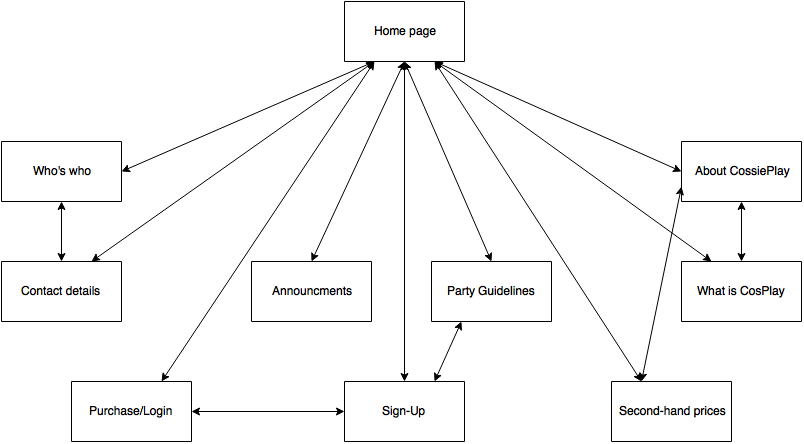 Home page
Who's who
About CossiePlay
Contact details
Announcments
Party Guidelines
What is CosPlay
Purchase/Login
Sign-Up
Second-hand prices